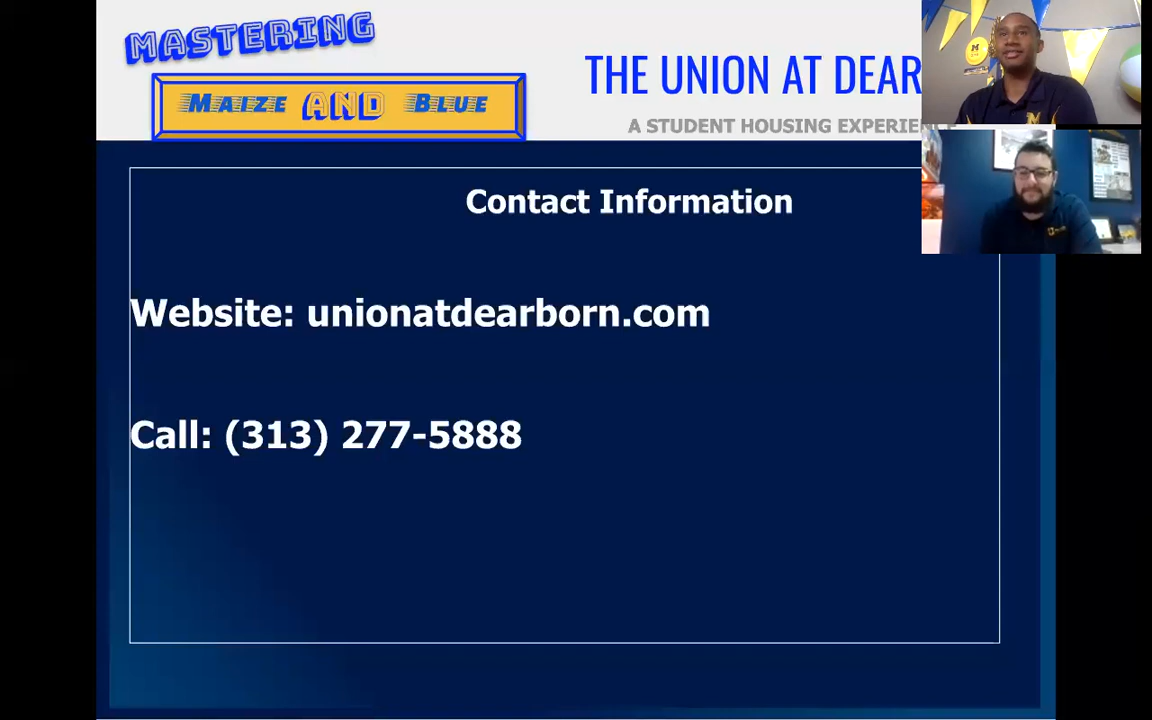 MASTERING
MAIZE AND BLUE
THE UNION AT DEAR
A STUDENT HOUSING EXPERIEN
Contact Information
Website: unionatdearborn.com
Call: (313) 277-5888